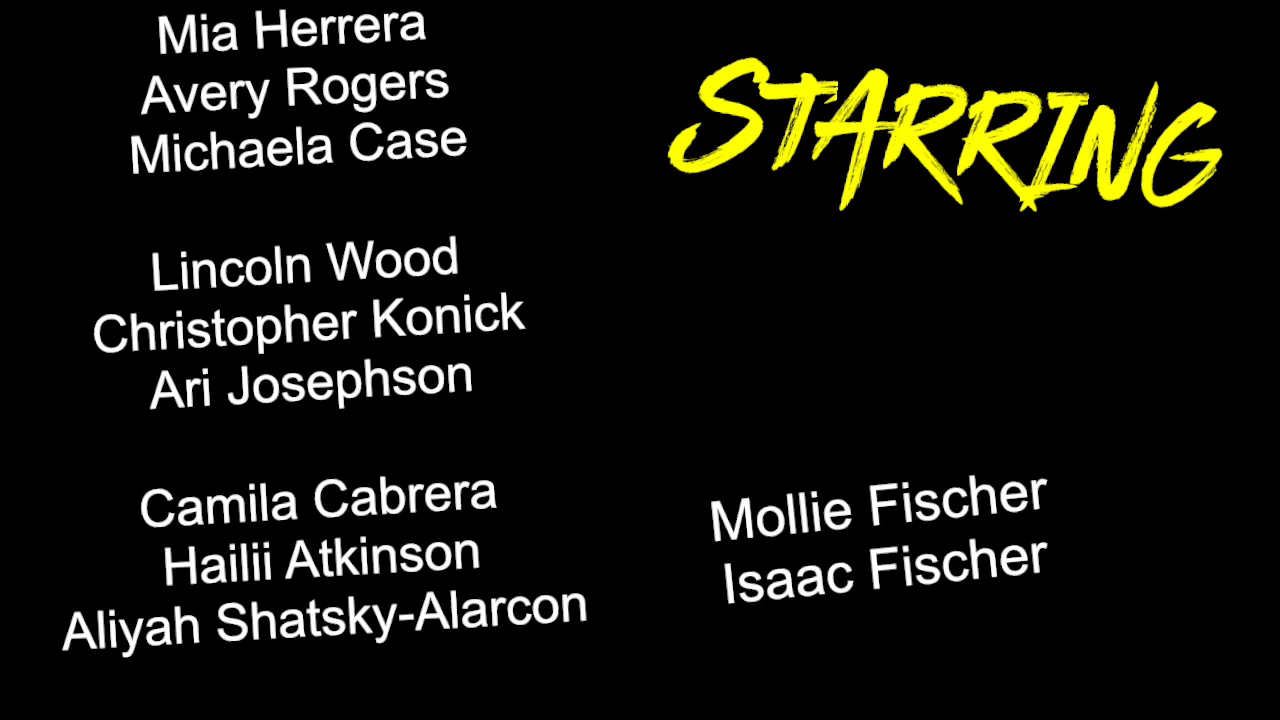 Mia Herrera
Avery Rogers
Michaela Case
Lincoln Wood
Christopher Konick
Ari Josephson
Camila Cabrera
Hailii Atkinson
Aliyah Shatsky-Alarcon
STARRING
Mollie Fischer
Isaac Fischer